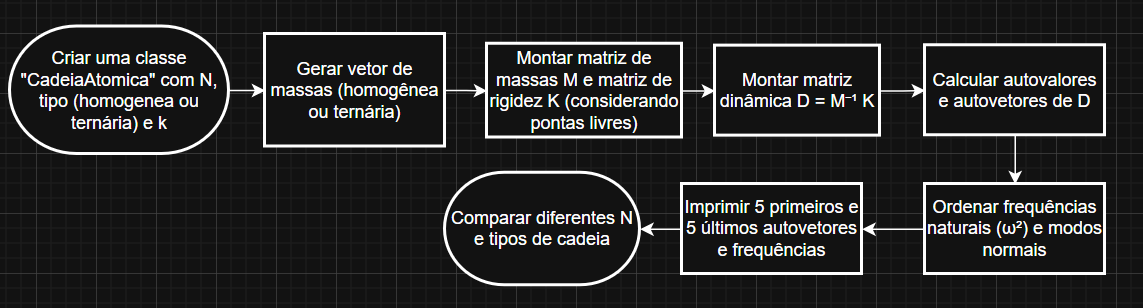 Criar uma classe
"CadeiaAtomica" com N,
tipo (homogenea ou
ternária) e k
Gerar vetor de
massas (homogênea
ou ternária)
Montar matriz de
massas M e matriz de
rigidez K (considerando
pontas livres)
Montar matriz
dinâmica D = M⁻¹ K
Calcular autovalores
e autovetores de D
Ordenar frequências
naturais (ω²) e modos
normais
Imprimir 5 primeiros e
5 últimos autovetores
e frequências
Comparar diferentes N
e tipos de cadeia